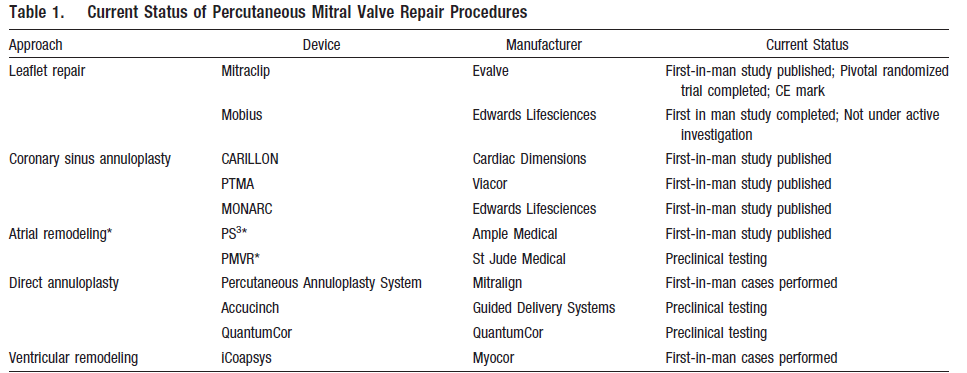 Table 1. Current Status of Percutaneous Mitral Valve Repair Procedures
Approach Device Manufacturer Current Status
Leaflet repair Mitraclip Evalve First-in-man study published; Pivotal randomized
trial completed; CE mark
Mobius Edwards Lifesciences First in man study completed; Not under active
investigation
Coronary sinus annuloplasty CARILLON Cardiac Dimensions First-in-man study published
PTMA Viacor First-in-man study published
MONARC Edwards Lifesciences First-in-man study published
Atrial remodeling* PS³* Ample Medical First-in-man study published
PMVR* St Jude Medical Preclinical testing
Direct annuloplasty Percutaneous Annuloplasty System Mitralign First-in-man cases performed
Accucinch Guided Delivery Systems Preclinical testing
QuantumCor QuantumCor Preclinical testing
Ventricular remodeling iCoapsys Myocor First-in-man cases performed